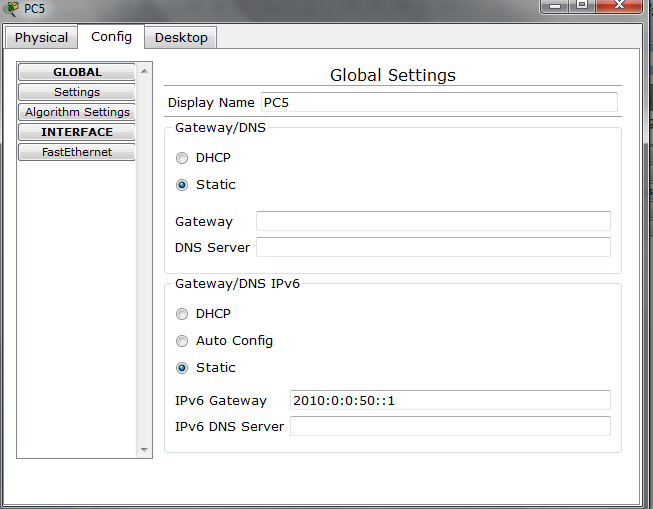 PC5
Physical Config Desktop
GLOBAL
Settings
Algorithm Settings
INTERFACE
FastEthernet
Global Settings
Display Name PC5
Gateway/DNS
DHCP
Static
Gateway
DNS Server
Gateway/DNS IPv6
DHCP
Auto Config
Static
IPv6 Gateway 2010:0:0:50::1
IPv6 DNS Server